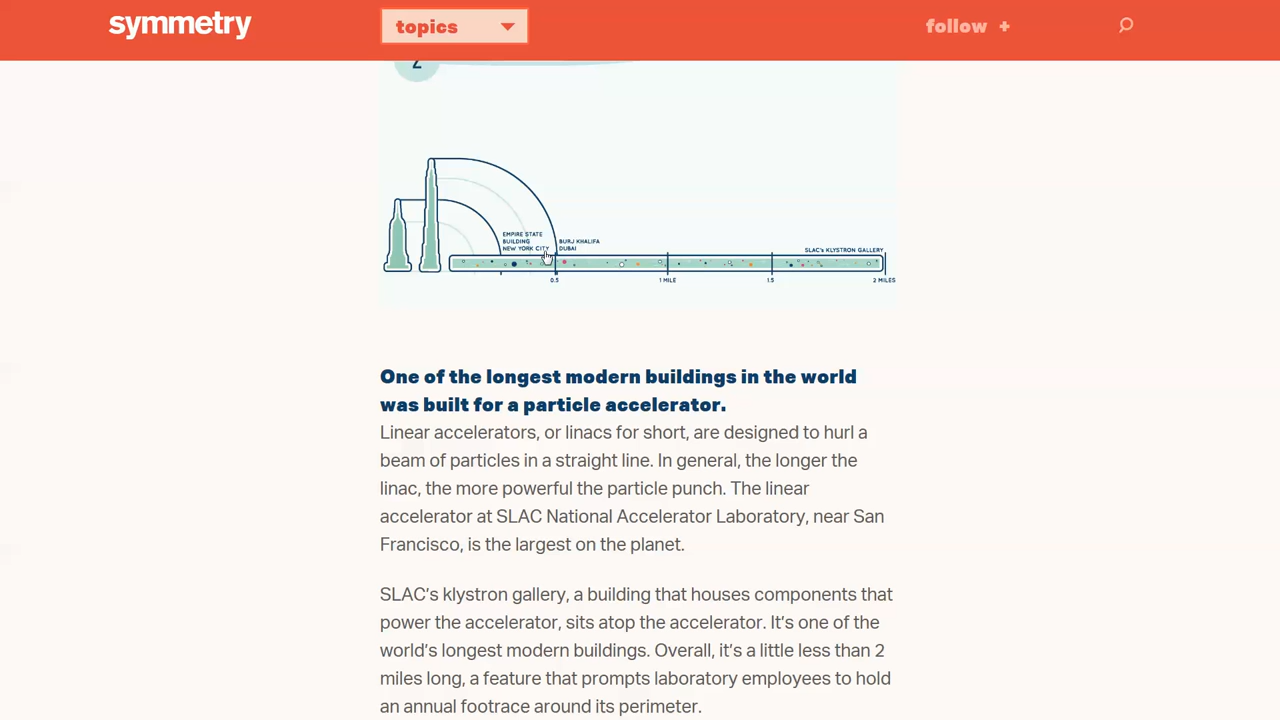 symmetry
topics
follow +
2
EMPIRE STATE
BUILDING
NEW YORK CITY
BURJ KHALIFA
DUBAI
SLAC's KLYSTRON GALLERY
0.5
1 MILE
1.5
2 MILES
One of the longest modern buildings in the world
was built for a particle accelerator.
Linear accelerators, or linacs for short, are designed to hurl a
beam of particles in a straight line. In general, the longer the
linac, the more powerful the particle punch. The linear
accelerator at SLAC National Accelerator Laboratory, near San
Francisco, is the largest on the planet.
SLAC’s klystron gallery, a building that houses components that
power the accelerator, sits atop the accelerator. It’s one of the
world’s longest modern buildings. Overall, it’s a little less than 2
miles long, a feature that prompts laboratory employees to hold
an annual footrace around its perimeter.